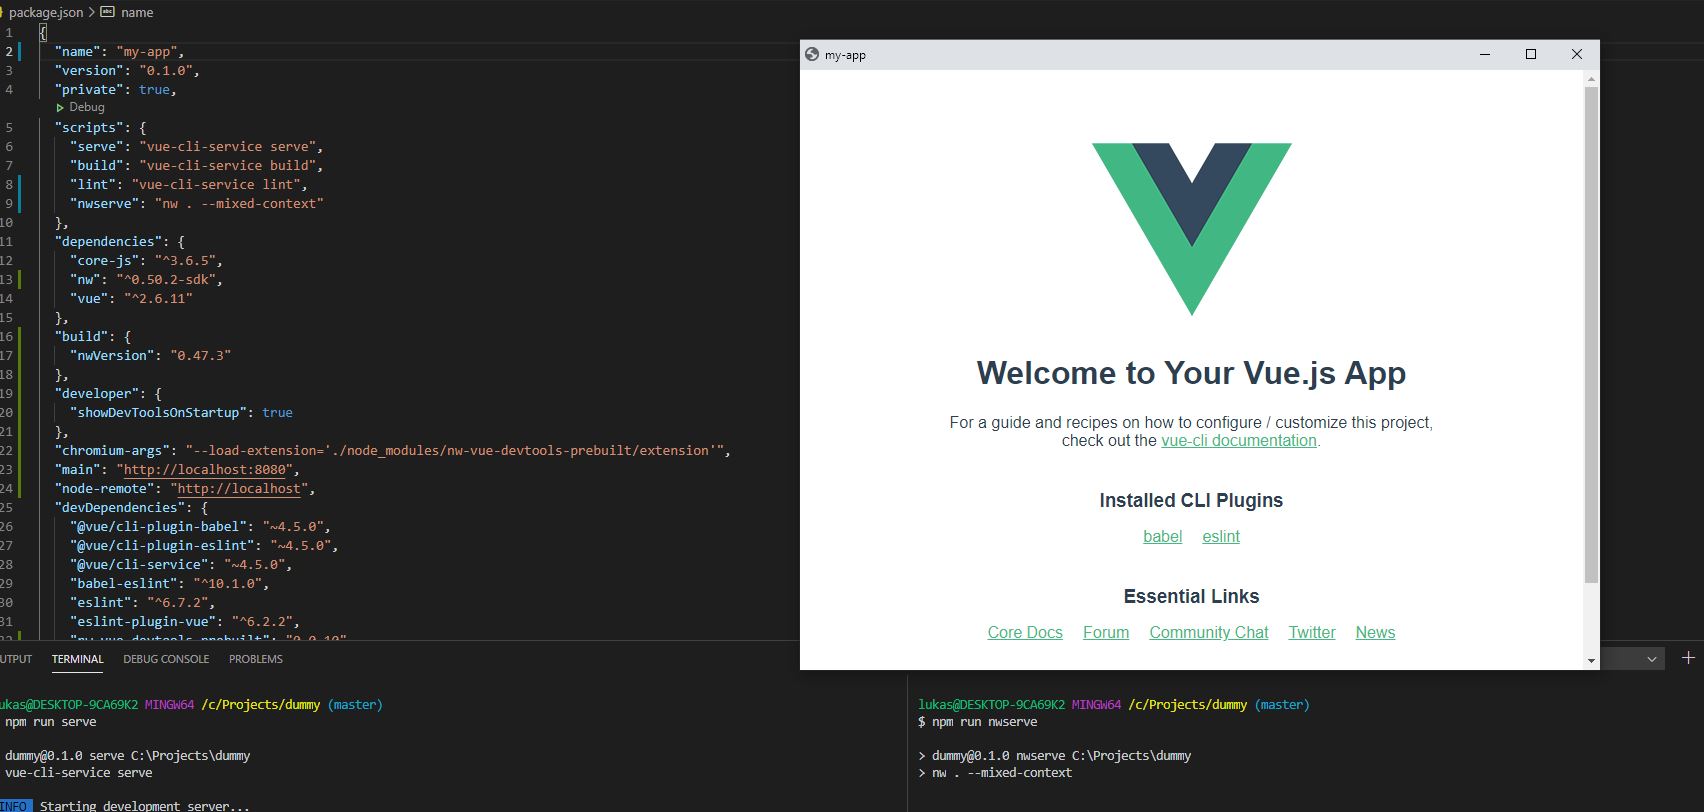 package.json > name
1 {
2 "name": "my-app",
3 "version": "0.1.0",
4 "private": true,
Debug
5 "scripts": {
6 "serve": "vue-cli-service serve",
7 "build": "vue-cli-service build",
8 "lint": "vue-cli-service lint",
9 "nwserve": "nw . --mixed-context"
10 },
11 "dependencies": {
12 "core-js": "^3.6.5",
13 "nw": "^0.50.2-sdk",
14 "vue": "^2.6.11"
15 },
16 "build": {
17 "nwVersion": "0.47.3"
18 },
19 "developer": {
20 "showDevToolsOnStartup": true
21 },
22 "chromium-args": "--load-extension='./node_modules/nw-vue-devtools-prebuilt/extension'",
23 "main": "http://localhost:8080",
24 "node-remote": "http://localhost",
25 "devDependencies": {
26 "@vue/cli-plugin-babel": "~4.5.0",
27 "@vue/cli-plugin-eslint": "~4.5.0",
28 "@vue/cli-service": "~4.5.0",
29 "babel-eslint": "^10.1.0",
30 "eslint": "^6.7.2",
31 "eslint-plugin-vue": "^6.2.2",
32 "nw-vue-devtools-prebuilt": "0.0.10"
my-app
Welcome to Your Vue.js App
For a guide and recipes on how to configure / customize this project,
check out the vue-cli documentation.
Installed CLI Plugins
babel eslint
Essential Links
Core Docs Forum Community Chat Twitter News
UTPUT TERMINAL DEBUG CONSOLE PROBLEMS
ukas@DESKTOP-9CA69K2 MINGW64 /c/Projects/dummy (master)
npm run serve
dummy@0.1.0 serve C:\Projects\dummy
vue-cli-service serve
INFO Starting development server...
lukas@DESKTOP-9CA69K2 MINGW64 /c/Projects/dummy (master)
$ npm run nwserve
> dummy@0.1.0 nwserve C:\Projects\dummy
> nw . --mixed-context